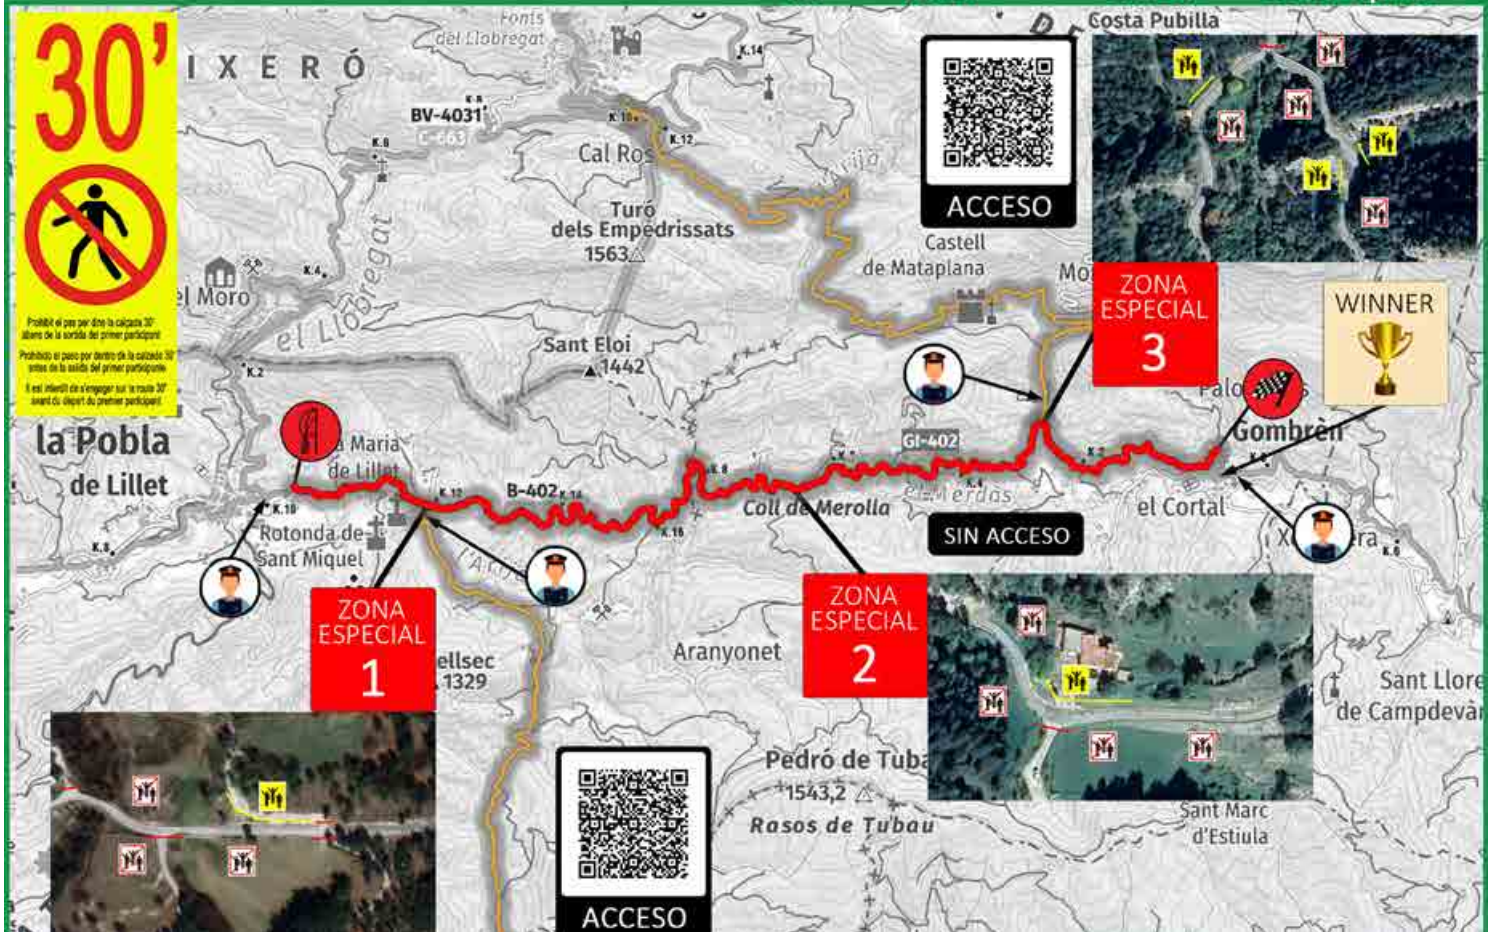 30'
Prohibit el pas per dins la calçada 30'
abans de la sortida del primer participant
Prohibido el paso por dentro de la calzada 30'
antes de la salida del primer participante
Il est interdit de s'engager sur la route 30'
avant du départ du premier participant
IXERÓ
Fonts
del Llobregat
K.14
BV-4031
C-663
K.8
K.6
K.10
K.12
Cal Ros
Turó
dels Empedrissats
1563
K.4
el Moro
el Llobregat
K.2
Sant Eloi
1442
ACCESO
Castell
de Mataplana
Costa Pubilla
ZONA
ESPECIAL
3
WINNER
Gombrèn
la Pobla
de Lillet
a Maria
de Lillet
K.10
K.8
Rotonda de
Sant Miquel
K.12
B-402
K.14
K.16
K.8
Coll de Merolla
GI-402
K.4
K.2
el Cortal
K.6
SIN ACCESO
ZONA
ESPECIAL
1
ellsec
1329
ZONA
ESPECIAL
2
Aranyonet
Sant Llore
de Campdevàn
Pedró de Tuba
1543,2
Rasos de Tubau
Sant Marc
d'Estiula
ACCESO